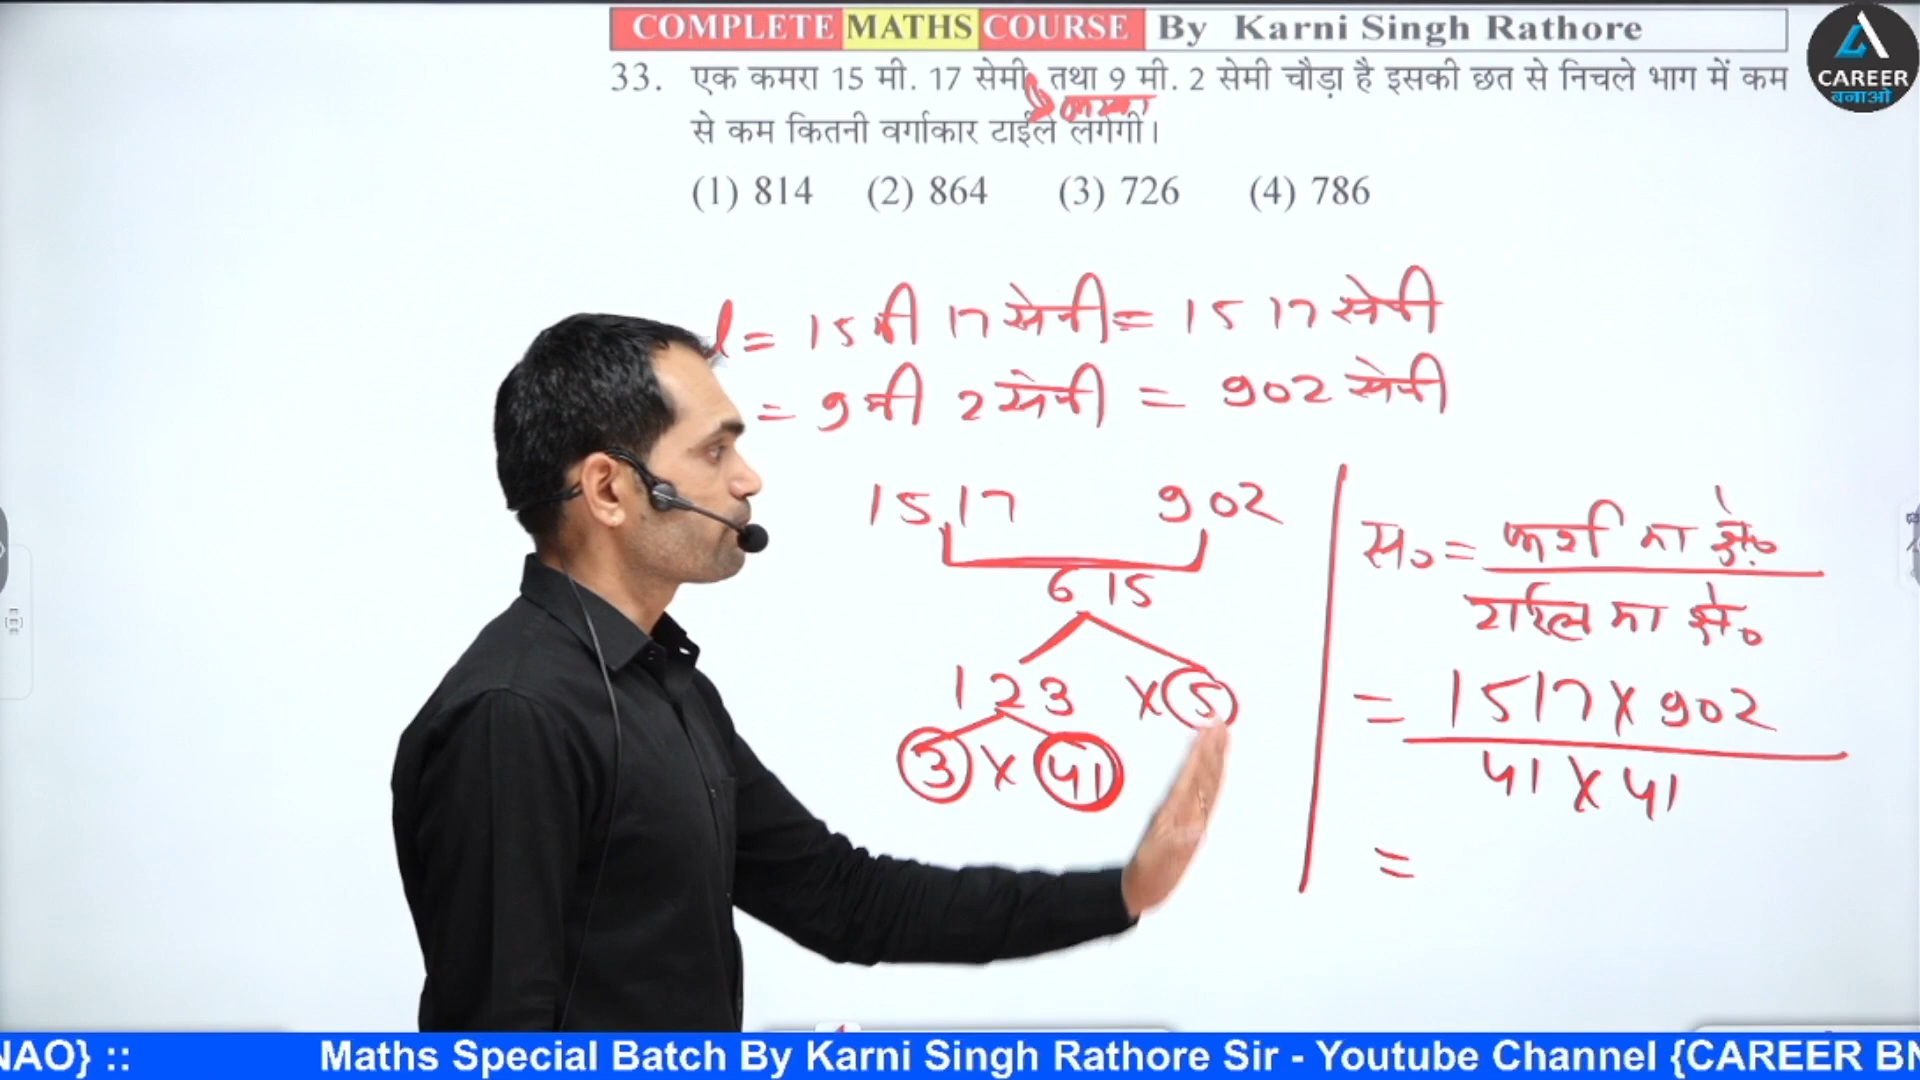 COMPLETE MATHS COURSE By Karni Singh Rathore
CAREER
बनाओ
33. एक कमरा 15 मी. 17 सेमी तथा 9 मी. 2 सेमी चौड़ा है इसकी छत से निचले भाग में कम
से कम कितनी वर्गाकार टाईले लगेगी।
(1) 814 (2) 864 (3) 726 (4) 786
l = 15 मी 17 सेमी = 1517 सेमी
= 9 मी 2 सेमी = 902 सेमी
1517 902
615
123 × 5
3 × 41
सं० = फर्श का क्षे०
टाईल का क्षे०
= 1517 × 902
41 × 41
=
NAO} :: Maths Special Batch By Karni Singh Rathore Sir - Youtube Channel {CAREER BN